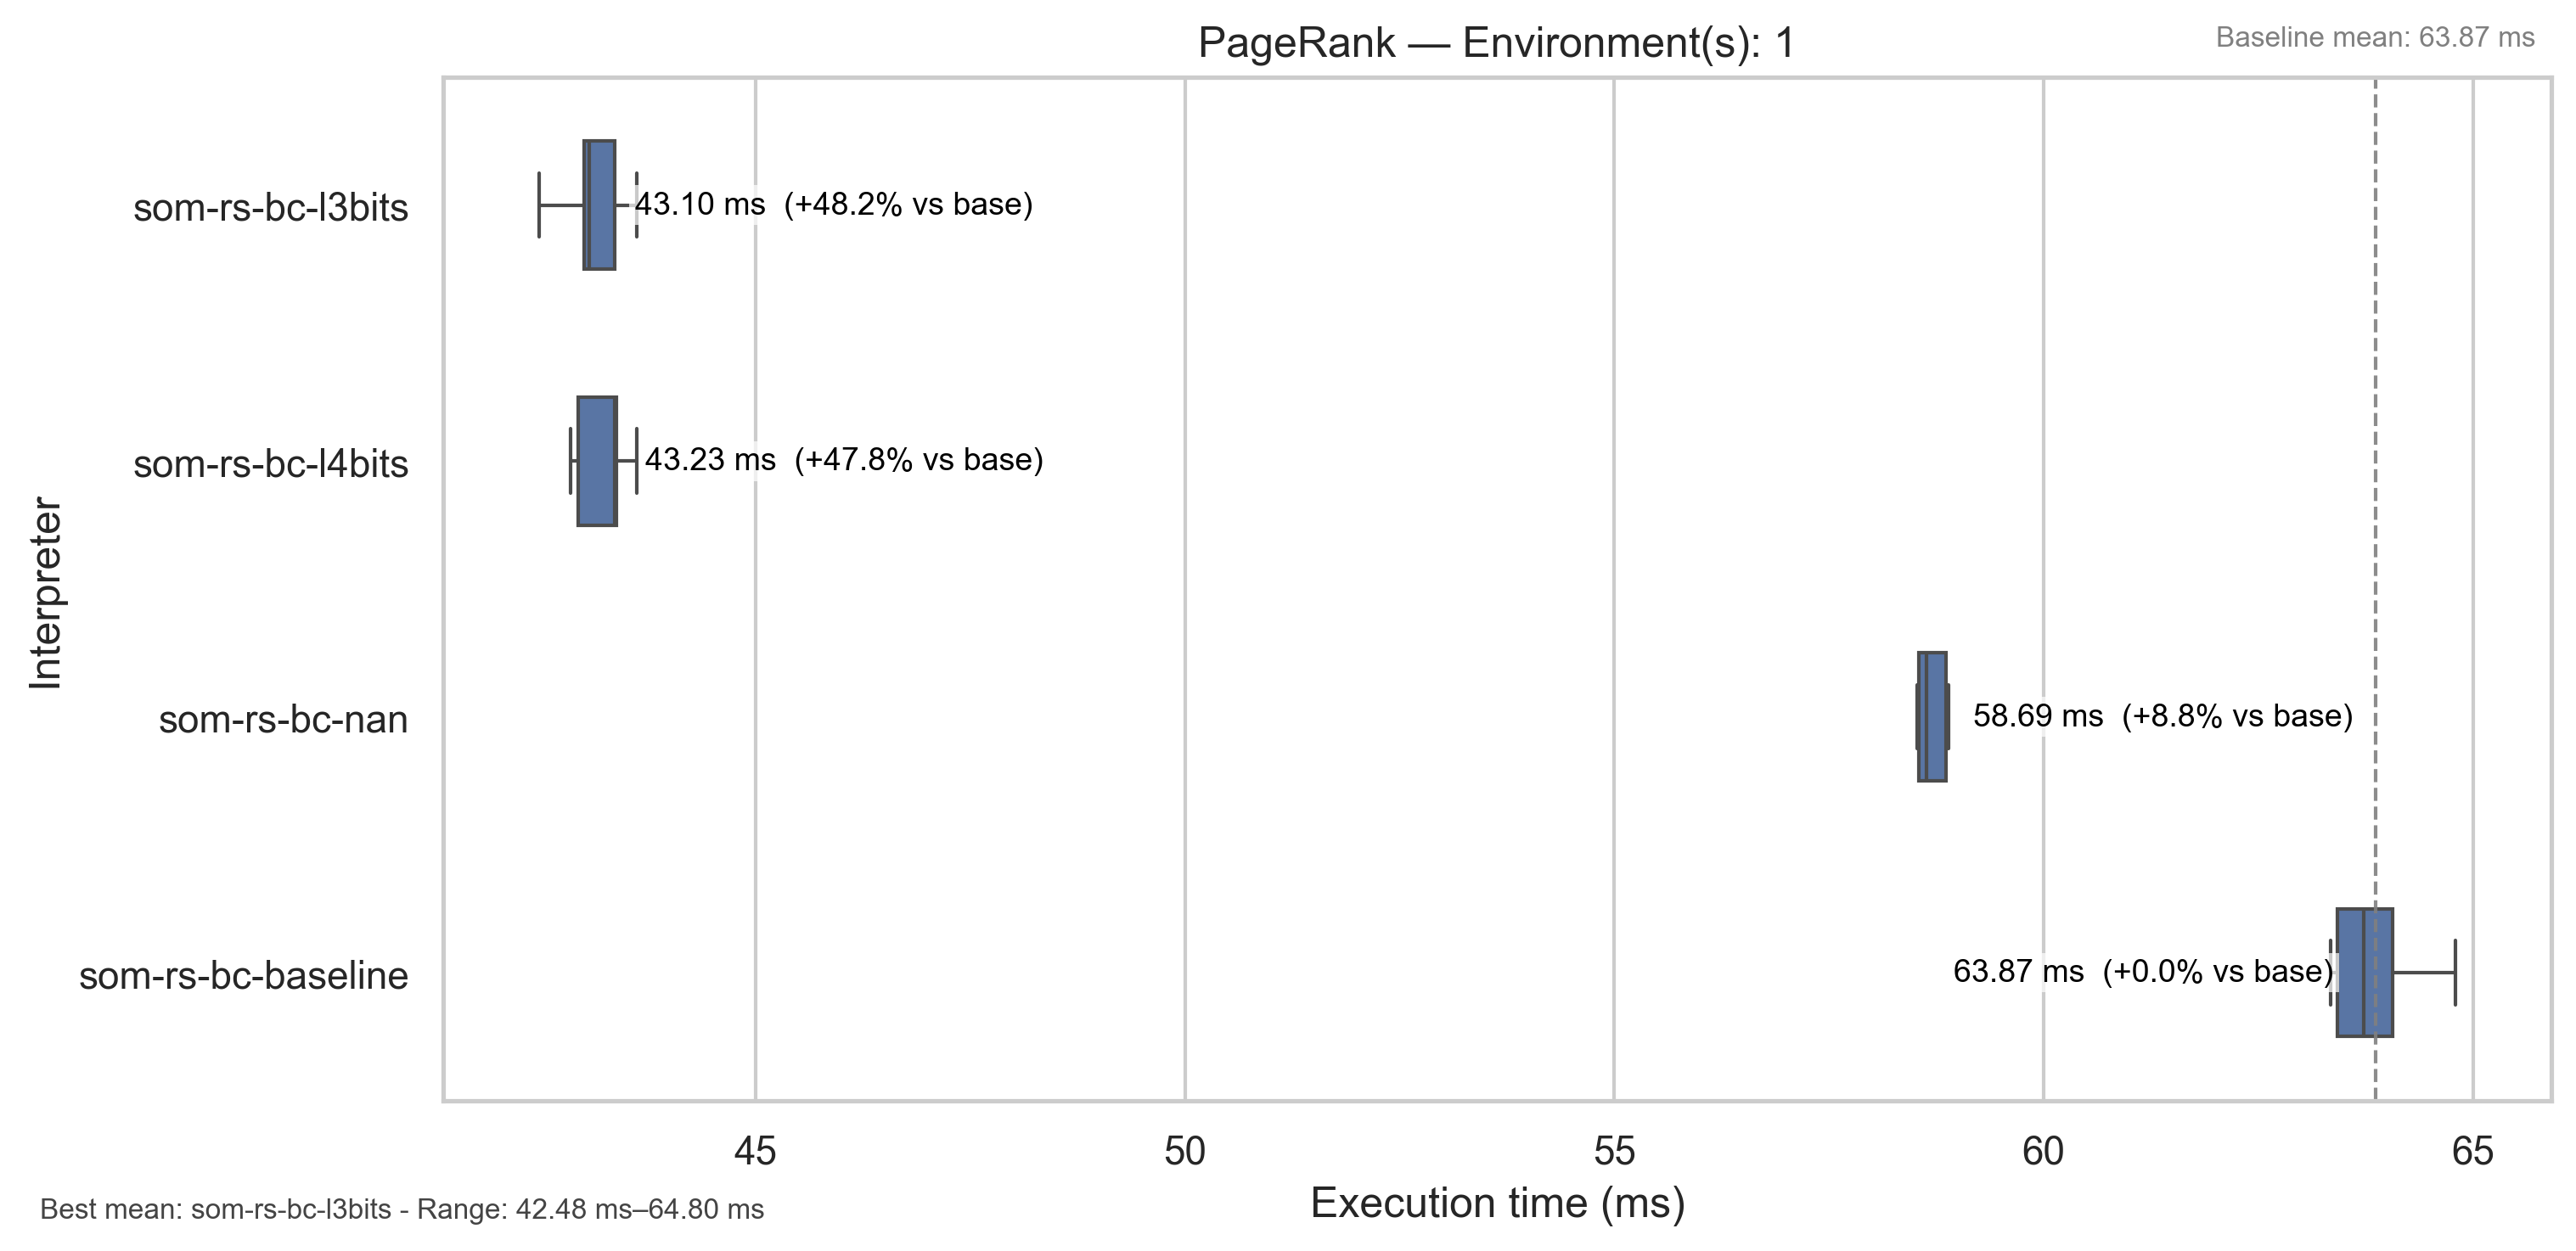 PageRank — Environment(s): 1
Baseline mean: 63.87 ms
som-rs-bc-l3bits
43.10 ms  (+48.2% vs base)
som-rs-bc-l4bits
43.23 ms  (+47.8% vs base)
Interpreter
som-rs-bc-nan
58.69 ms  (+8.8% vs base)
som-rs-bc-baseline
63.87 ms  (+0.0% vs base)
45
50
55
60
65
Execution time (ms)
Best mean: som-rs-bc-l3bits - Range: 42.48 ms–64.80 ms